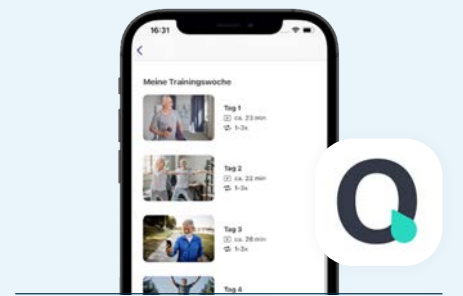 16:31
Meine Trainingswoche
Tag 1
ca. 23 min
1-3x
Tag 2
ca. 22 min
1-3x
Tag 3
ca. 26 min
1-3x
Tag 4